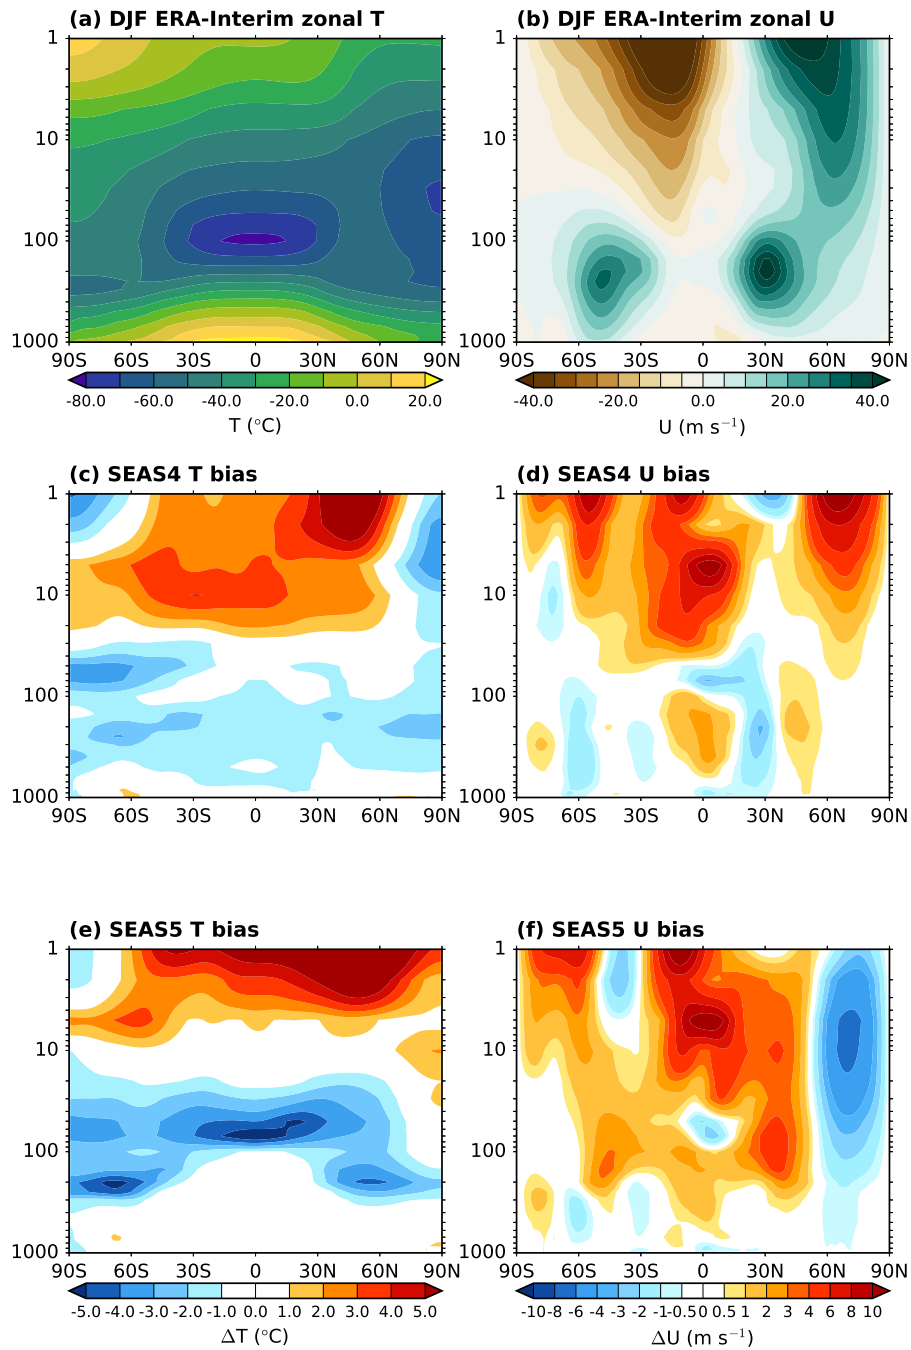 (a) DJF ERA-Interim zonal T
(b) DJF ERA-Interim zonal U
1
10
100
1000
90S 60S 30S 0 30N 60N 90N
-80.0 -60.0 -40.0 -20.0 0.0 20.0
T (°C)
1
10
100
1000
90S 60S 30S 0 30N 60N 90N
-40.0 -20.0 0.0 20.0 40.0
U (m s⁻¹)
(c) SEAS4 T bias
(d) SEAS4 U bias
1
10
100
1000
90S 60S 30S 0 30N 60N 90N
1
10
100
1000
90S 60S 30S 0 30N 60N 90N
(e) SEAS5 T bias
(f) SEAS5 U bias
1
10
100
1000
90S 60S 30S 0 30N 60N 90N
-5.0 -4.0 -3.0 -2.0 -1.0 0.0 1.0 2.0 3.0 4.0 5.0
ΔT (°C)
1
10
100
1000
90S 60S 30S 0 30N 60N 90N
-10 -8 -6 -4 -3 -2 -1 -0.5 0 0.5 1 2 3 4 6 8 10
ΔU (m s⁻¹)